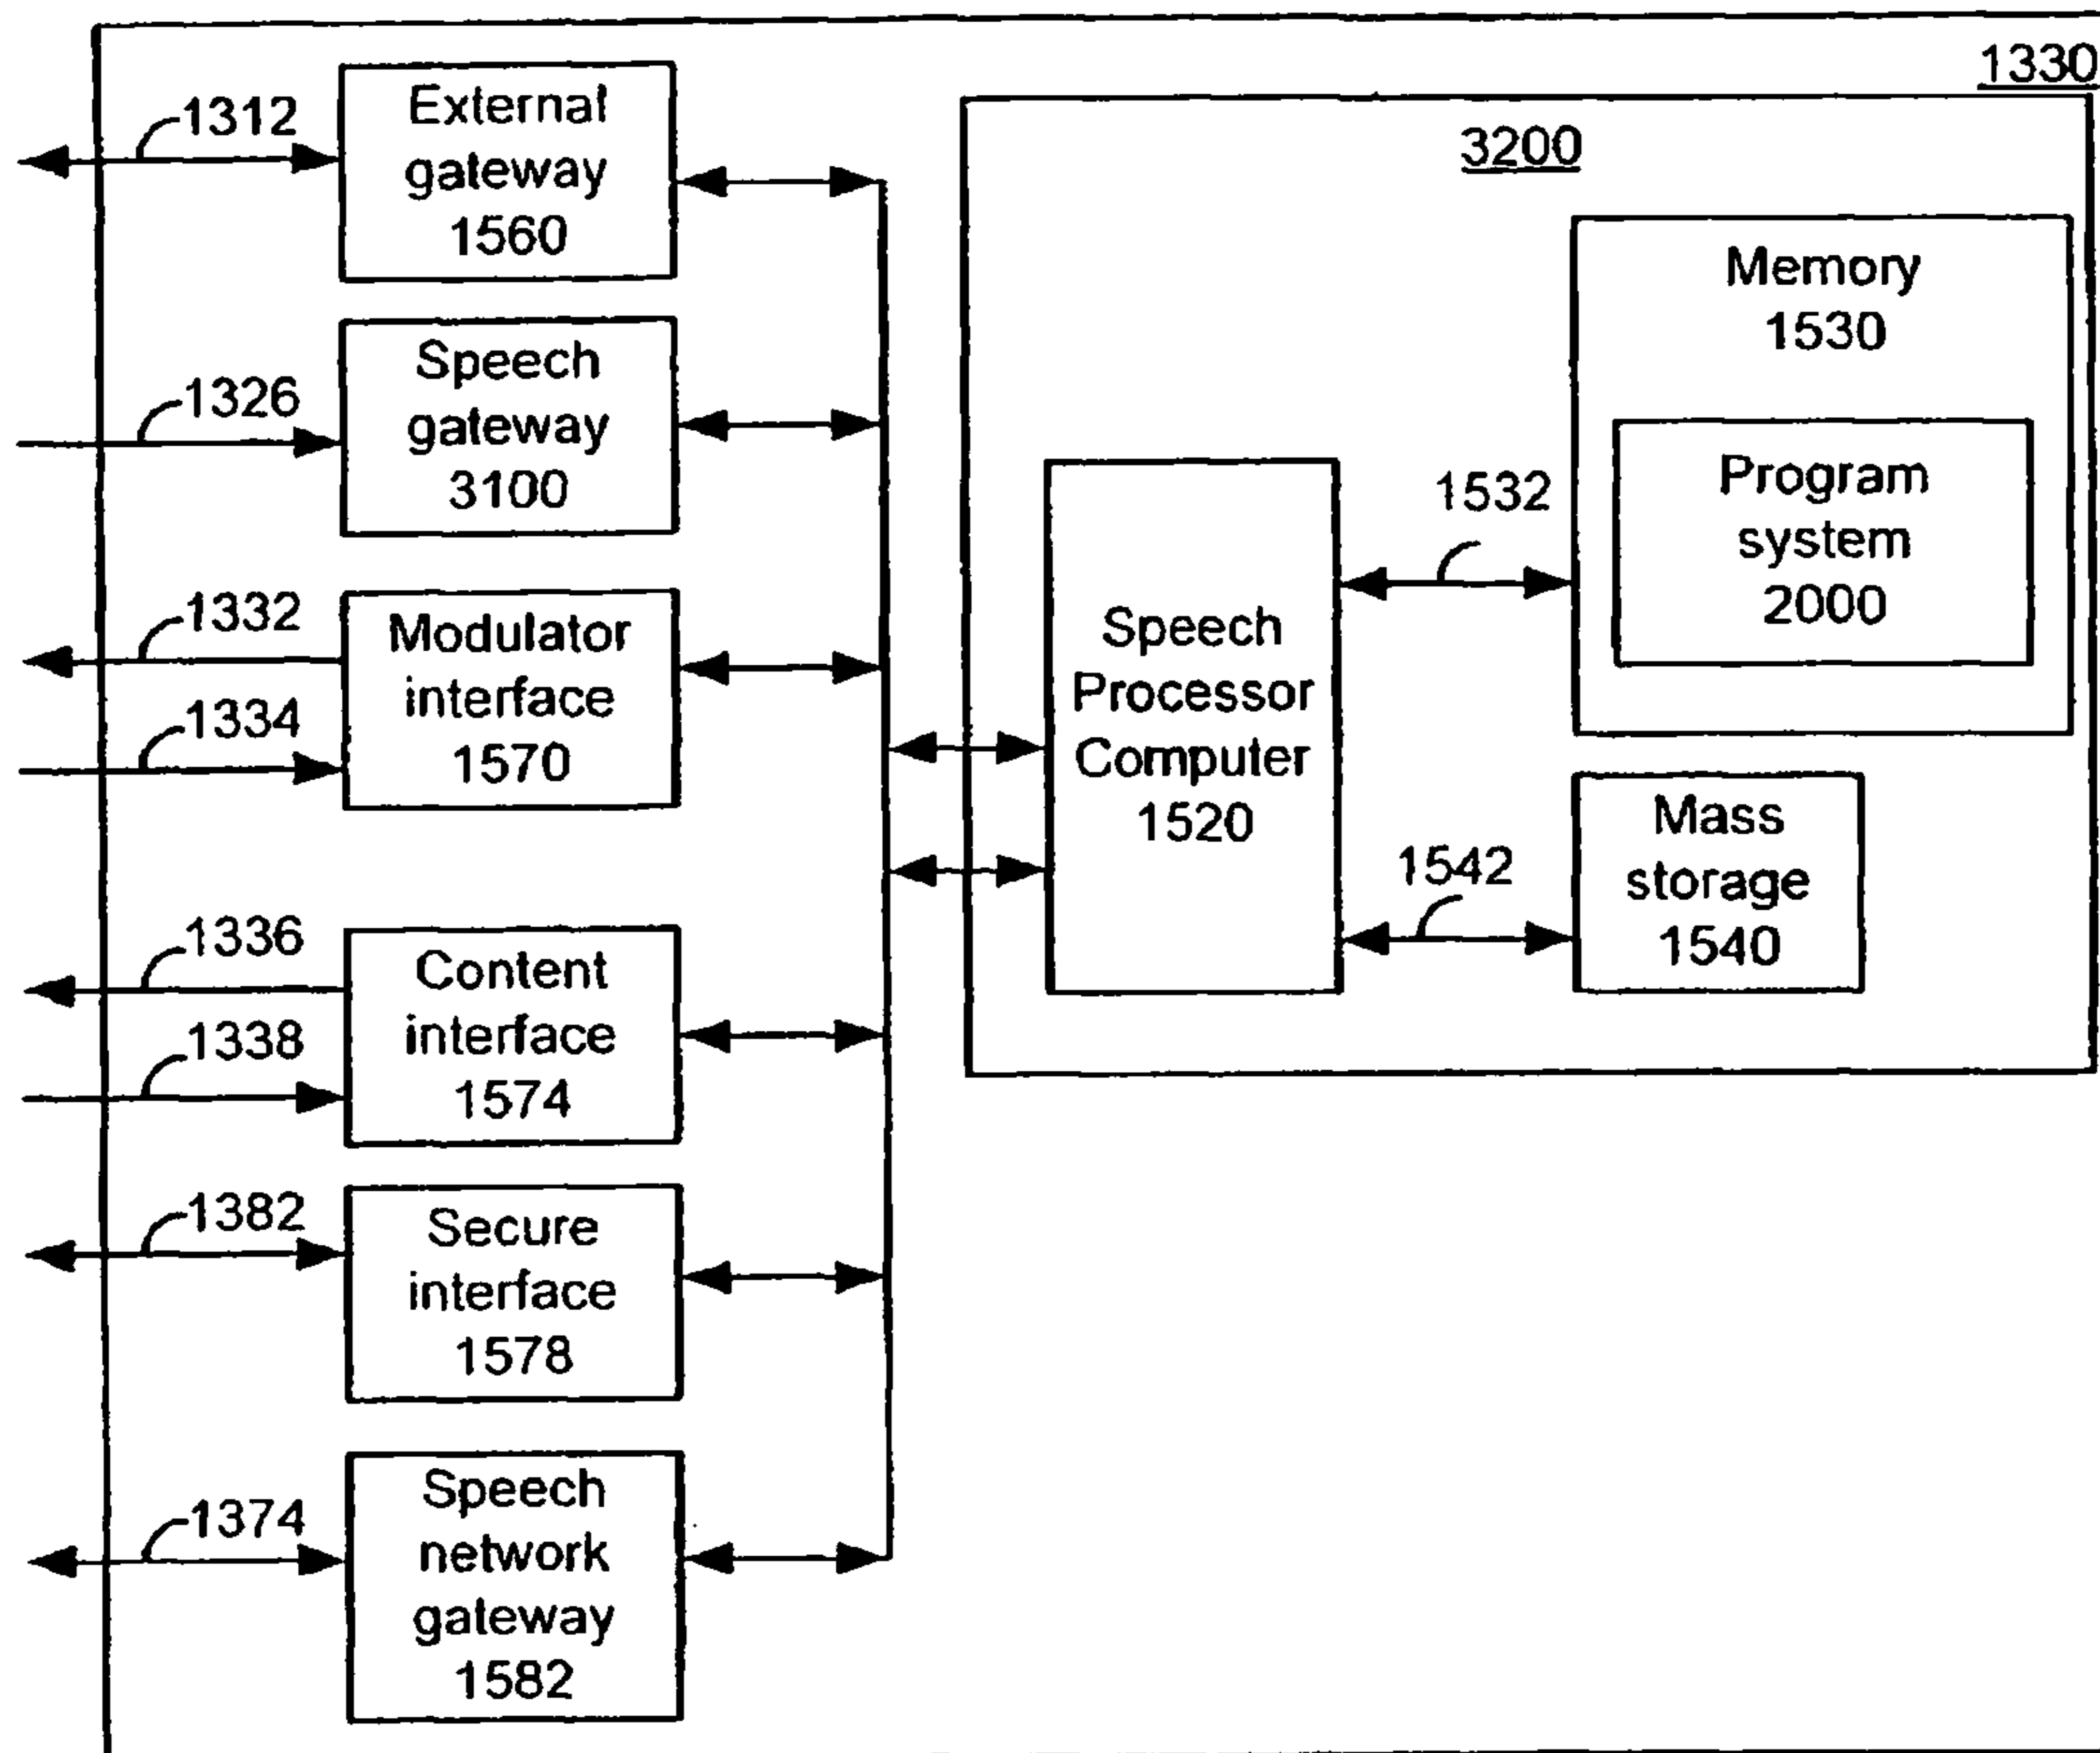 1330
1312
External
gateway
1560
3200
Memory
1530
1326
Speech
gateway
3100
Program
system
2000
1532
1332
1334
Modulator
interface
1570
Speech
Processor
Computer
1520
Mass
storage
1540
1542
1336
1338
Content
interface
1574
1382
Secure
interface
1578
1374
Speech
network
gateway
1582